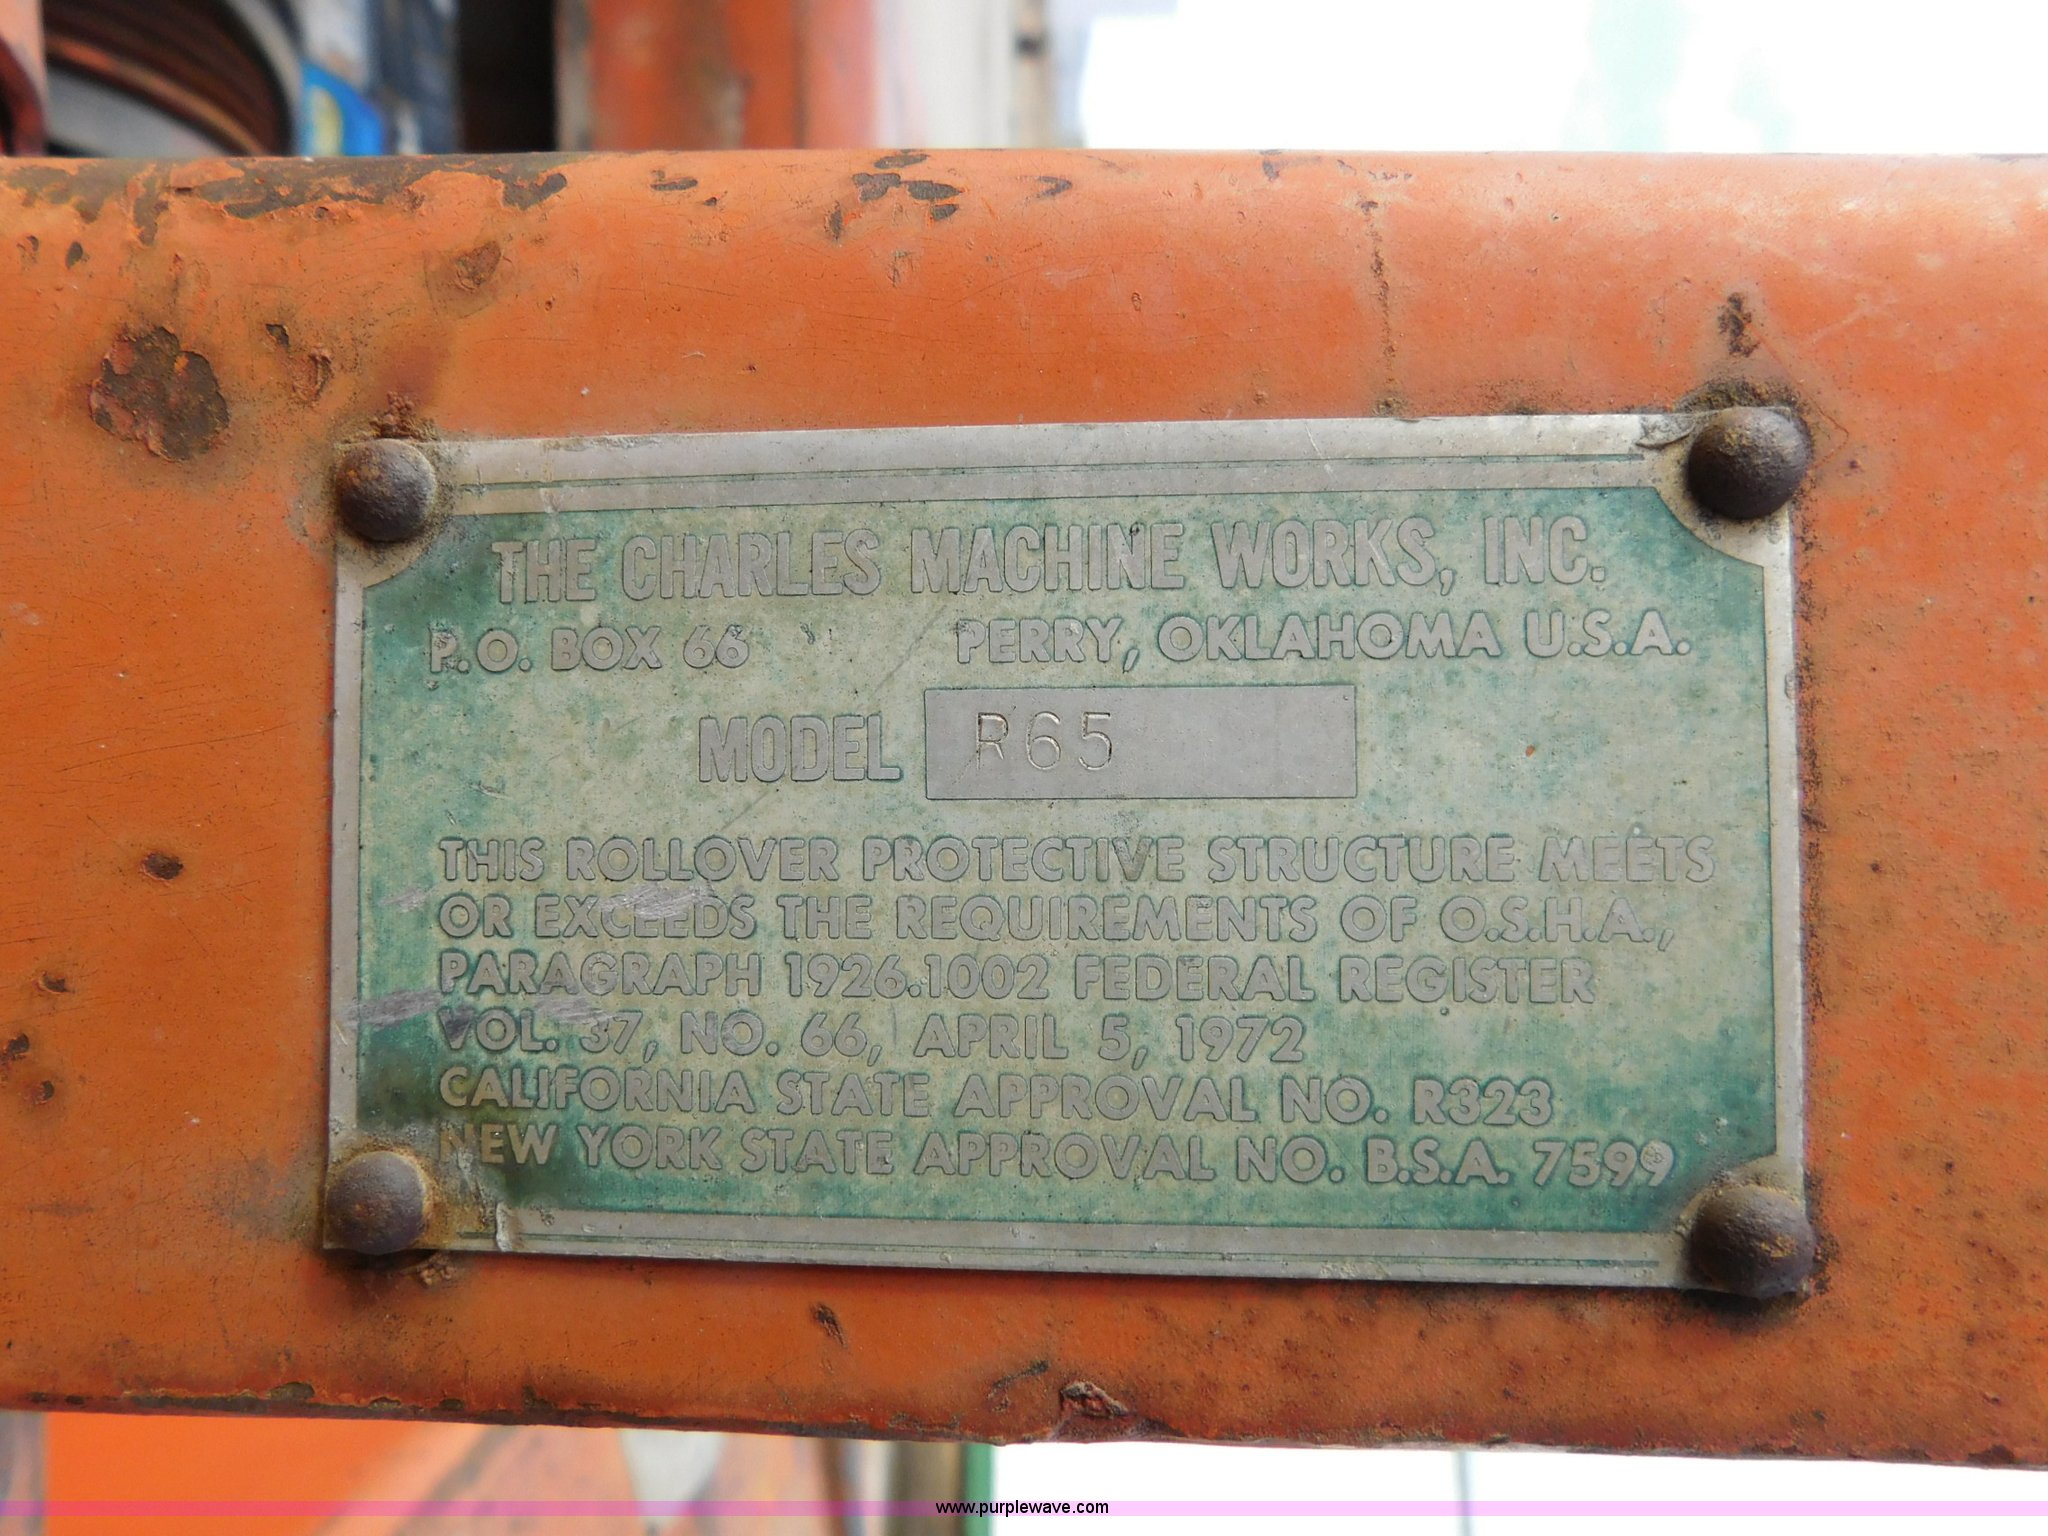 THE CHARLES MACHINE WORKS, INC.
P.O. BOX 66 PERRY, OKLAHOMA U.S.A.
MODEL R65
THIS ROLLOVER PROTECTIVE STRUCTURE MEETS
OR EXCEEDS THE REQUIREMENTS OF O.S.H.A.,
PARAGRAPH 1926.1002 FEDERAL REGISTER
VOL. 37, NO. 66, APRIL 5, 1972
CALIFORNIA STATE APPROVAL NO. R323
NEW YORK STATE APPROVAL NO. B.S.A. 7599
www.purplewave.com